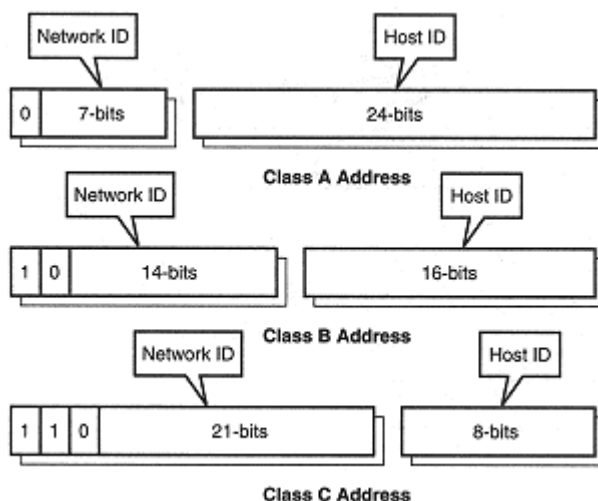 Network ID Host ID
0 7-bits 24-bits
Class A Address
Network ID Host ID
1 0 14-bits 16-bits
Class B Address
Network ID Host ID
1 1 0 21-bits 8-bits
Class C Address